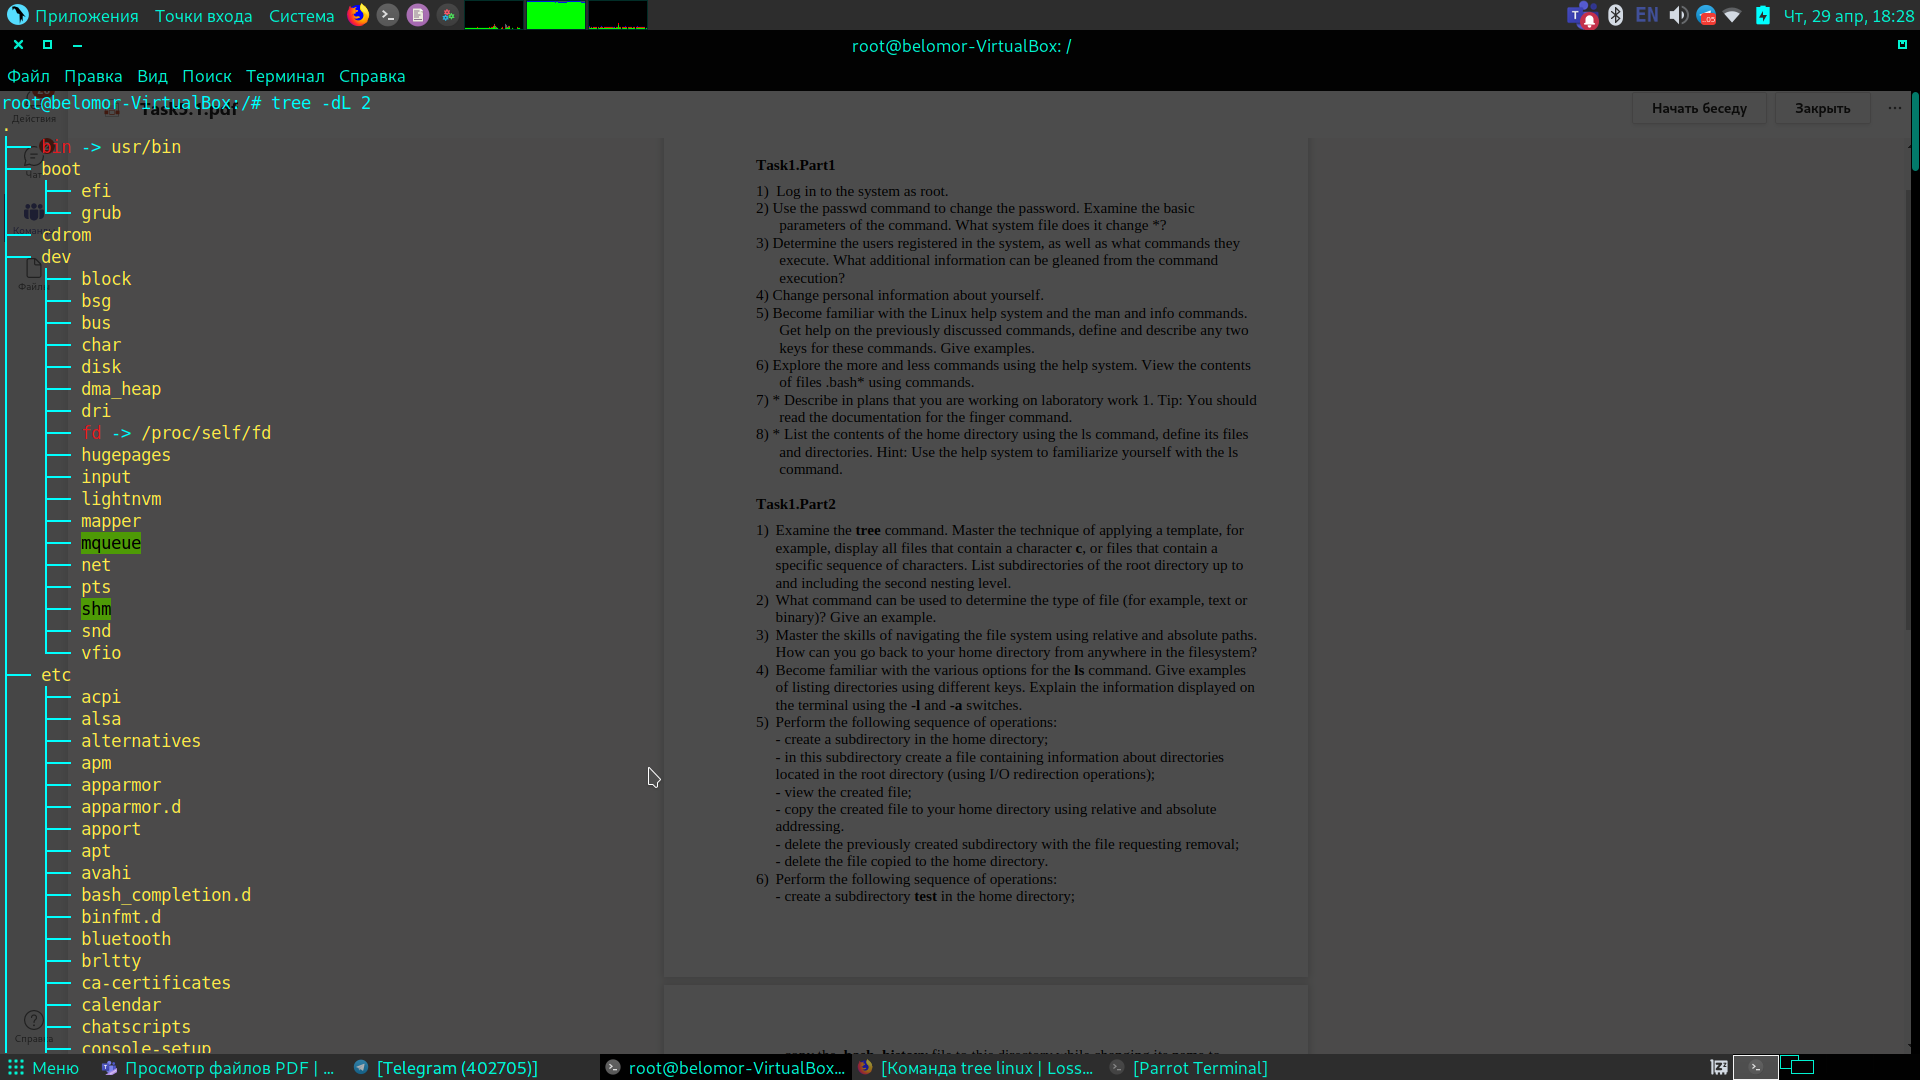 Приложения Точки входа Система EN Чт, 29 апр, 18:28
root@belomor-VirtualBox: /
Файл Правка Вид Поиск Терминал Справка
root@belomor-VirtualBox:/# tree -dL 2
Task5.1.pdf
Начать беседу Закрыть ...
Действия
.
├── bin -> usr/bin
├── boot
│   ├── efi
│   └── grub
├── cdrom
├── dev
│   ├── block
│   ├── bsg
│   ├── bus
│   ├── char
│   ├── disk
│   ├── dma_heap
│   ├── dri
│   ├── fd -> /proc/self/fd
│   ├── hugepages
│   ├── input
│   ├── lightnvm
│   ├── mapper
│   ├── mqueue
│   ├── net
│   ├── pts
│   ├── shm
│   ├── snd
│   └── vfio
├── etc
│   ├── acpi
│   ├── alsa
│   ├── alternatives
│   ├── apm
│   ├── apparmor
│   ├── apparmor.d
│   ├── apport
│   ├── apt
│   ├── avahi
│   ├── bash_completion.d
│   ├── binfmt.d
│   ├── bluetooth
│   ├── brltty
│   ├── ca-certificates
│   ├── calendar
│   ├── chatscripts
│   ├── console-setup
Task1.Part1
1) Log in to the system as root.
2) Use the passwd command to change the password. Examine the basic
parameters of the command. What system file does it change *?
3) Determine the users registered in the system, as well as what commands they
execute. What additional information can be gleaned from the command
execution?
4) Change personal information about yourself.
5) Become familiar with the Linux help system and the man and info commands.
Get help on the previously discussed commands, define and describe any two
keys for these commands. Give examples.
6) Explore the more and less commands using the help system. View the contents
of files .bash* using commands.
7) * Describe in plans that you are working on laboratory work 1. Tip: You should
read the documentation for the finger command.
8) * List the contents of the home directory using the ls command, define its files
and directories. Hint: Use the help system to familiarize yourself with the ls
command.
Task1.Part2
1) Examine the tree command. Master the technique of applying a template, for
example, display all files that contain a character c, or files that contain a
specific sequence of characters. List subdirectories of the root directory up to
and including the second nesting level.
2) What command can be used to determine the type of file (for example, text or
binary)? Give an example.
3) Master the skills of navigating the file system using relative and absolute paths.
How can you go back to your home directory from anywhere in the filesystem?
4) Become familiar with the various options for the ls command. Give examples
of listing directories using different keys. Explain the information displayed on
the terminal using the -l and -a switches.
5) Perform the following sequence of operations:
- create a subdirectory in the home directory;
- in this subdirectory create a file containing information about directories
located in the root directory (using I/O redirection operations);
- view the created file;
- copy the created file to your home directory using relative and absolute
addressing.
- delete the previously created subdirectory with the file requesting removal;
- delete the file copied to the home directory.
6) Perform the following sequence of operations:
- create a subdirectory test in the home directory;
Меню Просмотр файлов PDF | ... [Telegram (402705)] root@belomor-VirtualBox... [Команда tree linux | Loss... [Parrot Terminal]